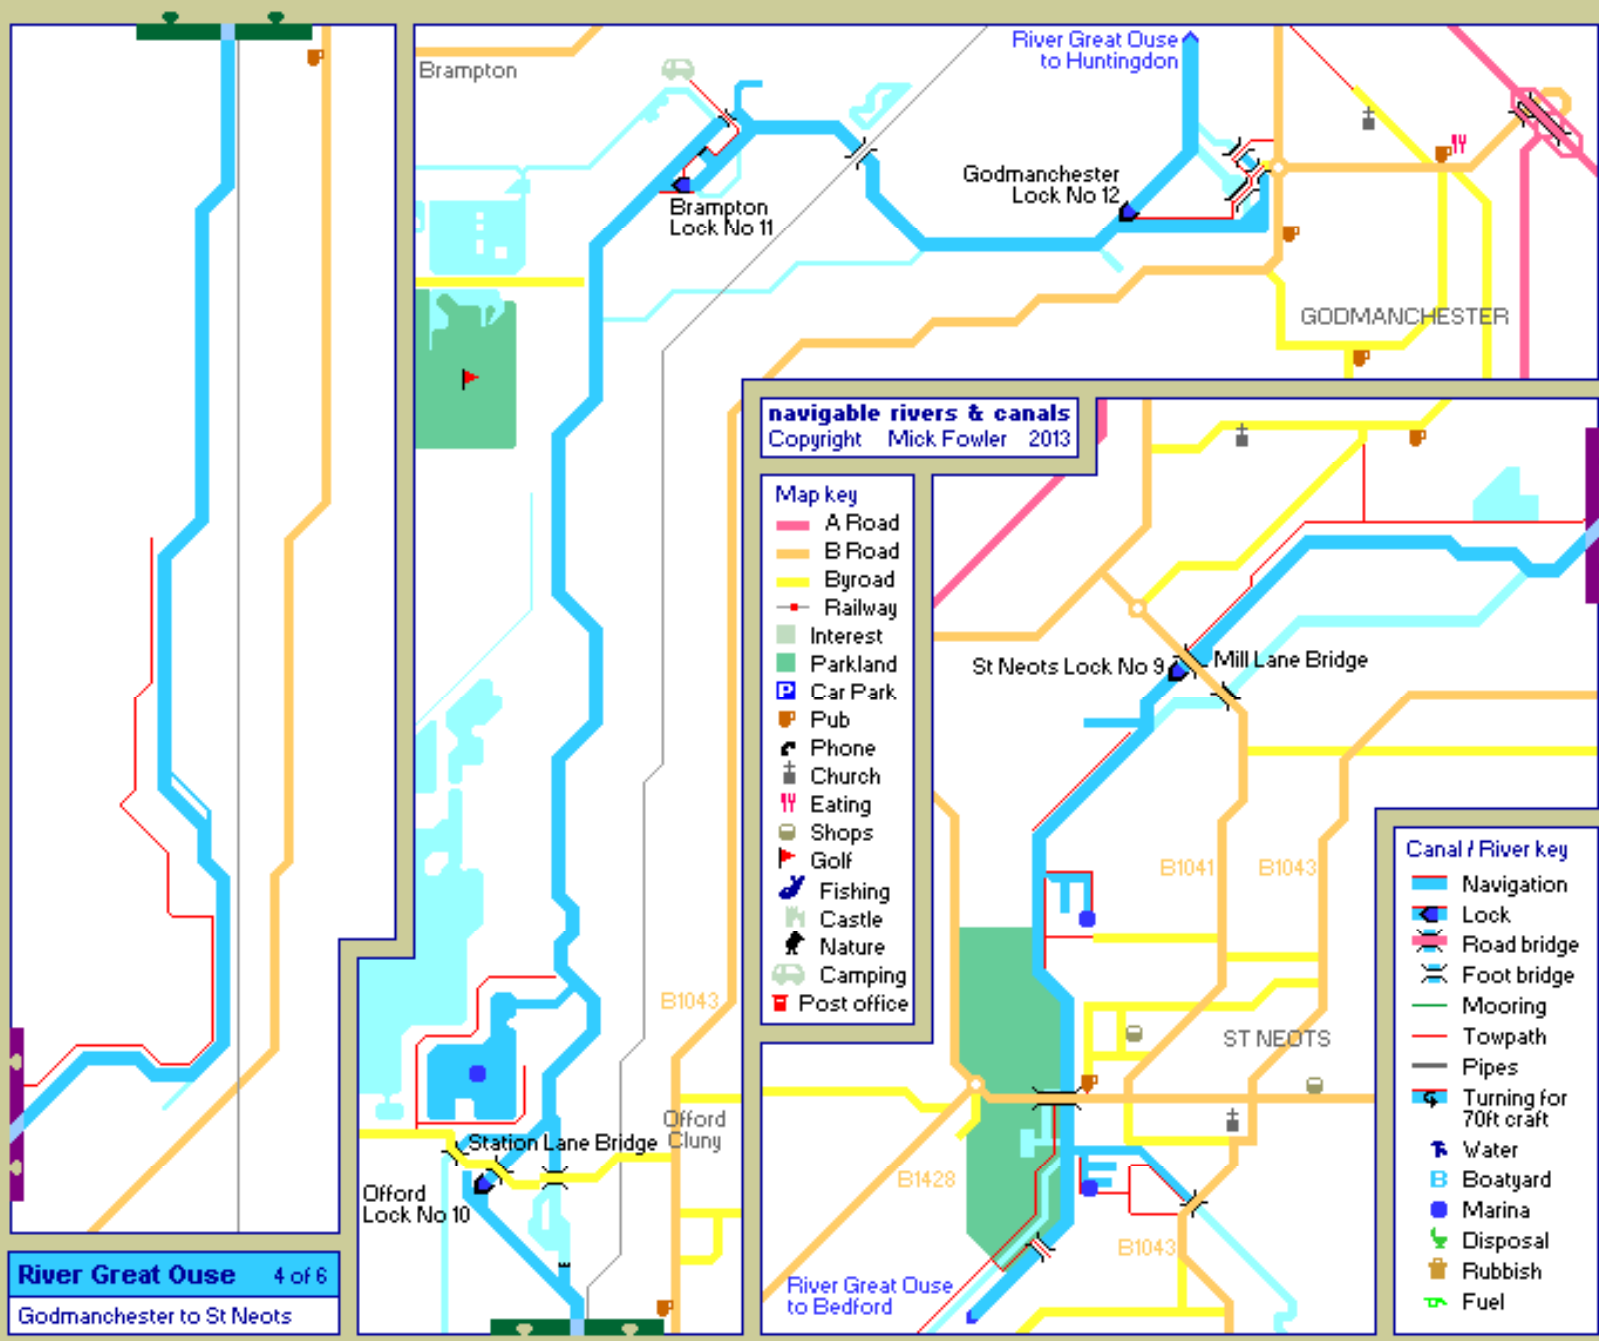 Brampton
River Great Ouse
to Huntingdon
Godmanchester
Lock No 12
Brampton
Lock No 11
GODMANCHESTER
navigable rivers & canals
Copyright Mick Fowler 2013
Map key
A Road
B Road
Byroad
Railway
Interest
Parkland
P Car Park
Pub
Phone
Church
Eating
Shops
Golf
Fishing
Castle
Nature
Camping
Post office
St Neots Lock No 9
Mill Lane Bridge
B1041
B1043
ST NEOTS
B1428
B1043
River Great Ouse
to Bedford
Canal / River key
Navigation
Lock
Road bridge
Foot bridge
Mooring
Towpath
Pipes
Turning for
70ft craft
Water
B Boatyard
Marina
Disposal
Rubbish
Fuel
B1043
Offord
Cluny
Station Lane Bridge
Offord
Lock No 10
River Great Ouse 4 of 6
Godmanchester to St Neots